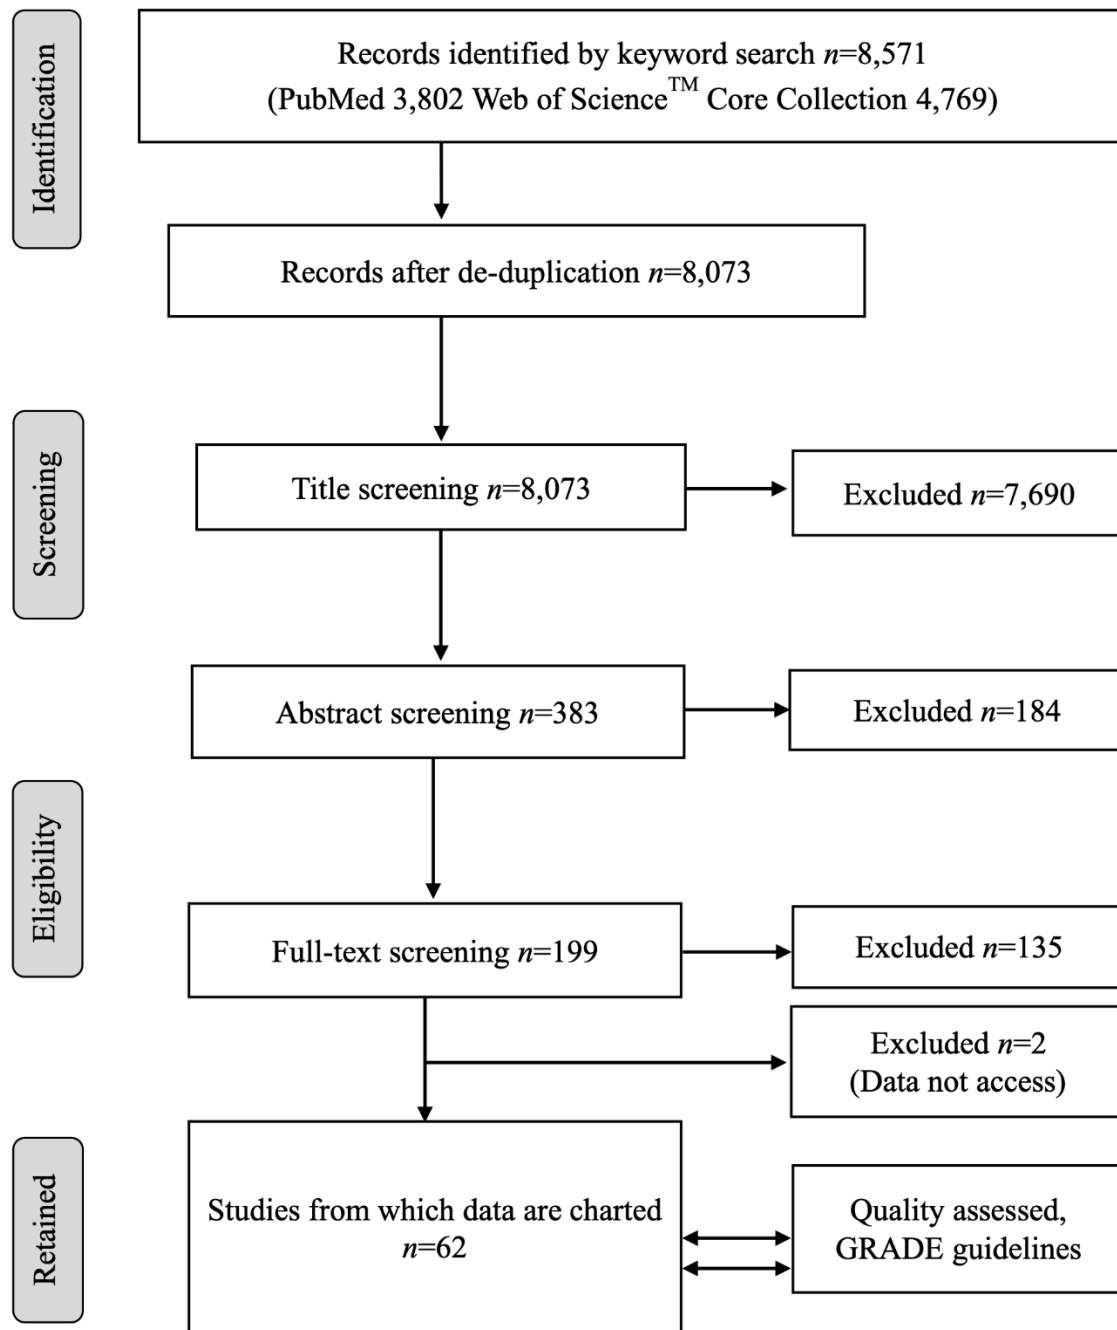 Identification
Records identified by keyword search n=8,571
(PubMed 3,802 Web of Science™ Core Collection 4,769)
Records after de-duplication n=8,073
Screening
Title screening n=8,073
Excluded n=7,690
Abstract screening n=383
Excluded n=184
Eligibility
Full-text screening n=199
Excluded n=135
Excluded n=2
(Data not access)
Retained
Studies from which data are charted
n=62
Quality assessed,
GRADE guidelines